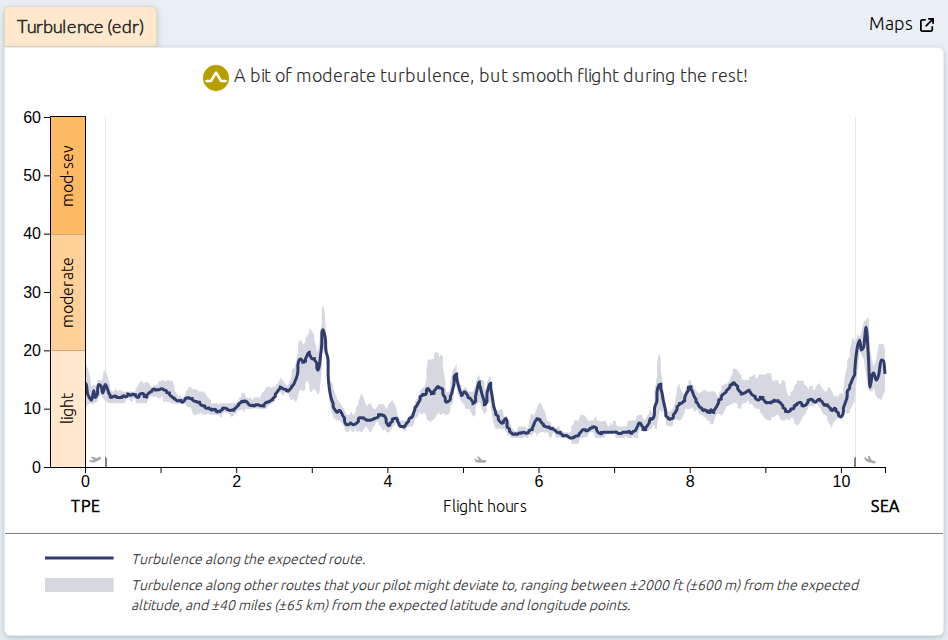 Turbulence (edr)
Maps
A bit of moderate turbulence, but smooth flight during the rest!
60
50
40
30
20
10
0
mod-sev
moderate
light
0 2 4 6 8 10
TPE Flight hours SEA
Turbulence along the expected route.
Turbulence along other routes that your pilot might deviate to, ranging between ±2000 ft (±600 m) from the expected
altitude, and ±40 miles (±65 km) from the expected latitude and longitude points.